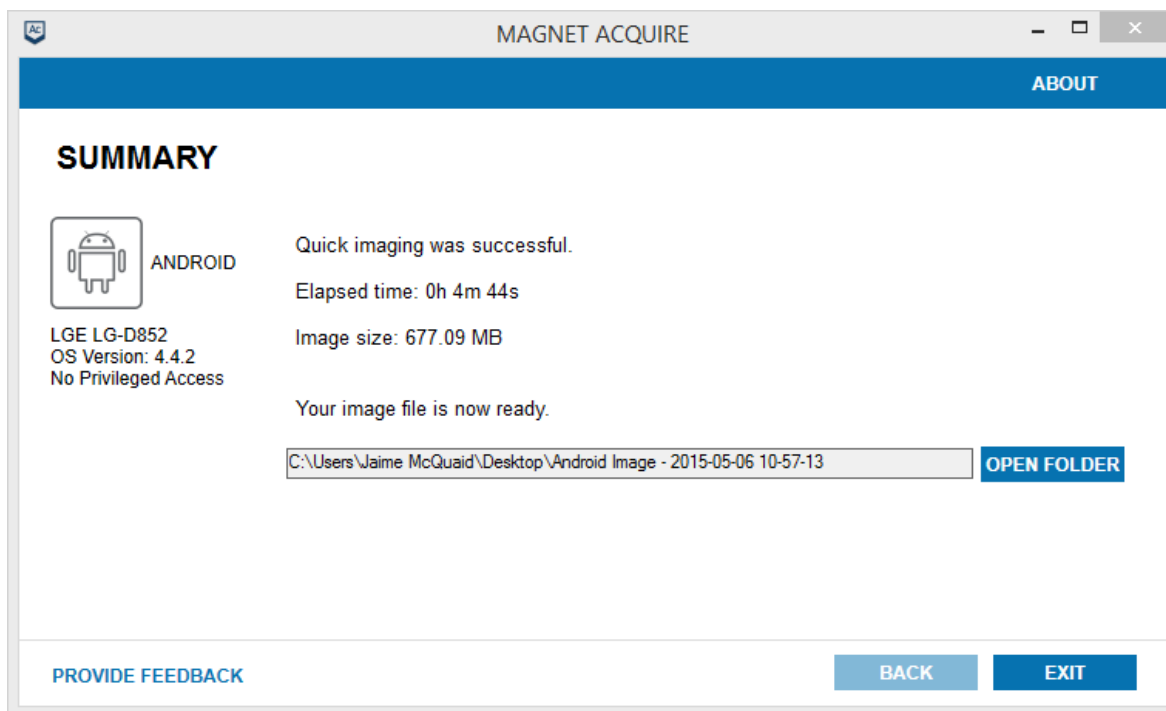 Ac
MAGNET ACQUIRE
ABOUT
SUMMARY
ANDROID
LGE LG-D852
OS Version: 4.4.2
No Privileged Access
Quick imaging was successful.
Elapsed time: 0h 4m 44s
Image size: 677.09 MB
Your image file is now ready.
C:\Users\Jaime McQuaid\Desktop\Android Image - 2015-05-06 10-57-13
OPEN FOLDER
PROVIDE FEEDBACK
BACK
EXIT